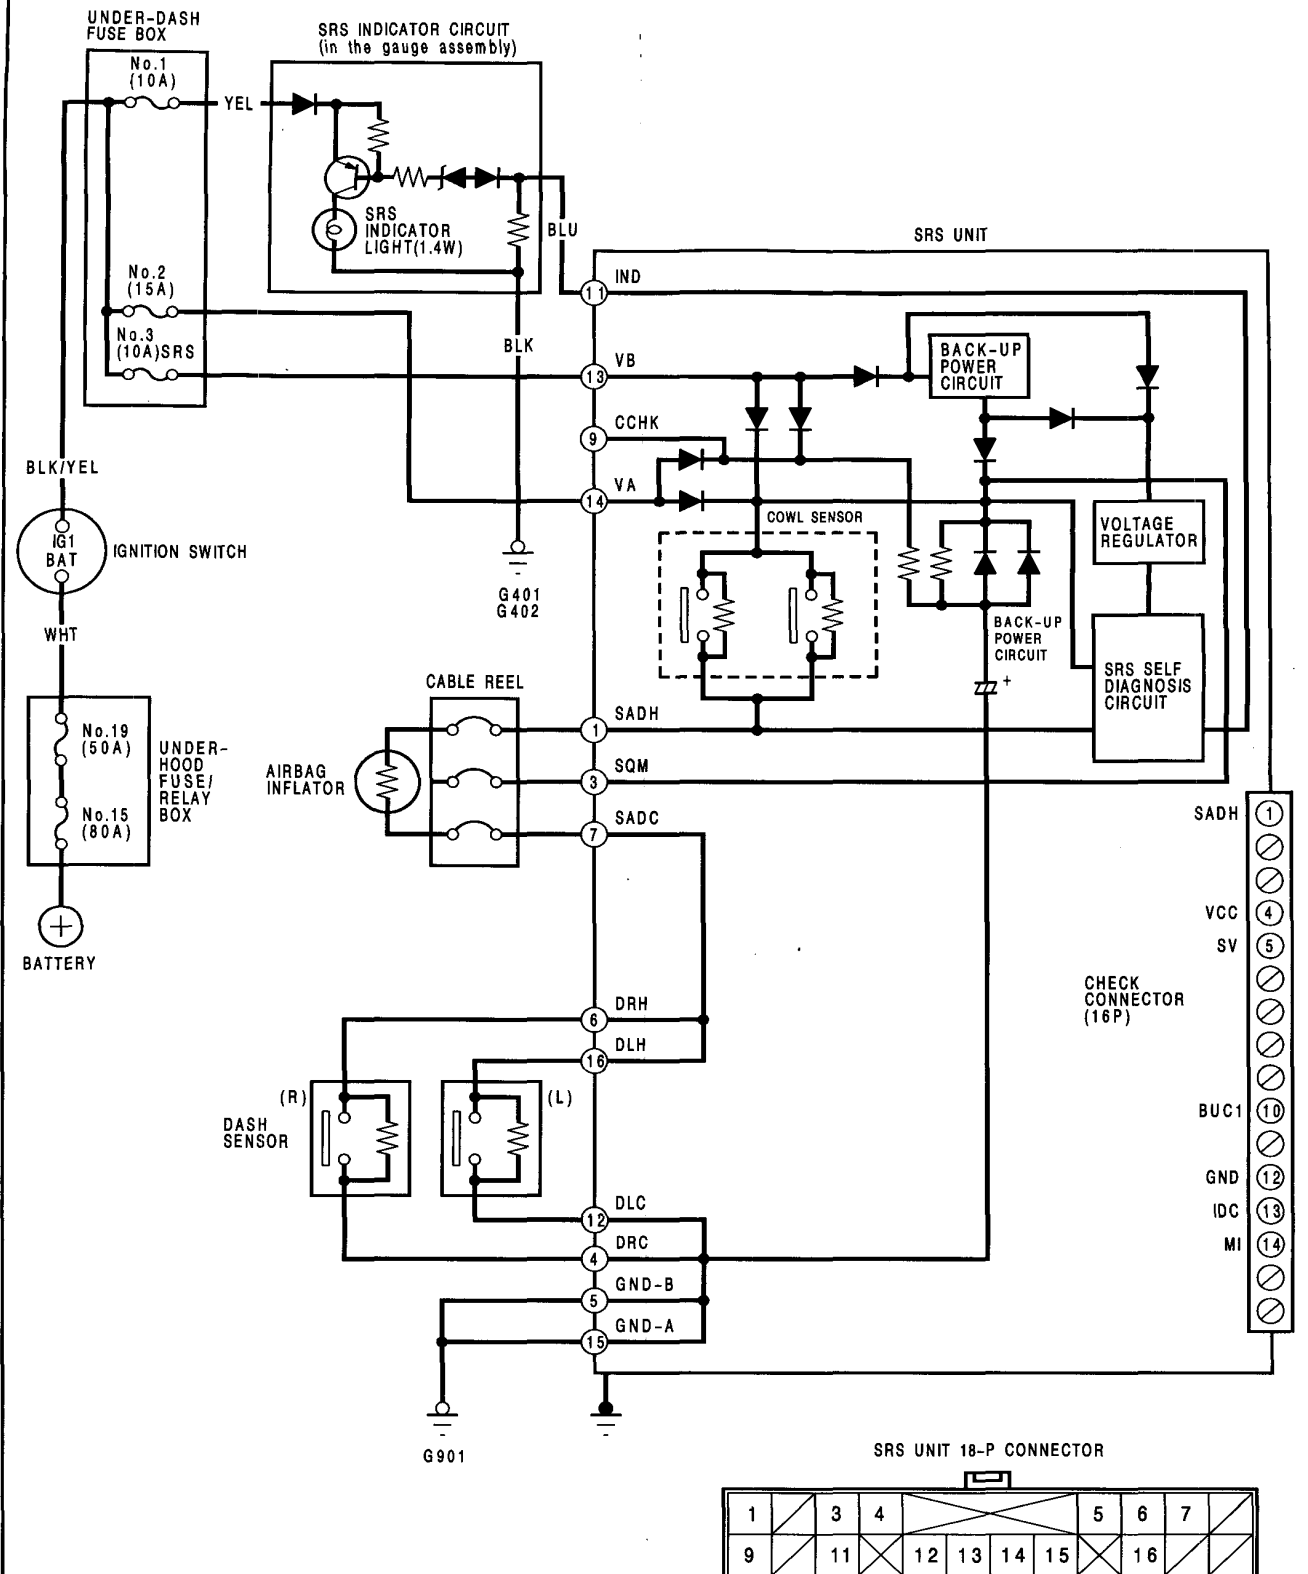 UNDER-DASH
FUSE BOX
No.1
(10A)
YEL
No.2
(15A)
No.3
(10A)SRS
SRS INDICATOR CIRCUIT
(in the gauge assembly)
SRS
INDICATOR
LIGHT(1.4W)
BLU
BLK
G401
G402
BLK/YEL
IG1
BAT
IGNITION SWITCH
WHT
No.19
(50A)
No.15
(80A)
UNDER-
HOOD
FUSE/
RELAY
BOX
+
BATTERY
SRS UNIT
11
IND
13
VB
9
CCHK
14
VA
BACK-UP
POWER
CIRCUIT
COWL SENSOR
VOLTAGE
REGULATOR
BACK-UP
POWER
CIRCUIT
+
SRS SELF
DIAGNOSIS
CIRCUIT
CABLE REEL
AIRBAG
INFLATOR
1
SADH
3
SQM
7
SADC
6
DRH
16
DLH
(R)
(L)
DASH
SENSOR
12
DLC
4
DRC
5
GND-B
15
GND-A
G901
CHECK
CONNECTOR
(16P)
SADH 1
VCC 4
SV 5
BUC1 10
GND 12
IDC 13
MI 14
SRS UNIT 18-P CONNECTOR
1 3 4 5 6 7
9 11 12 13 14 15 16